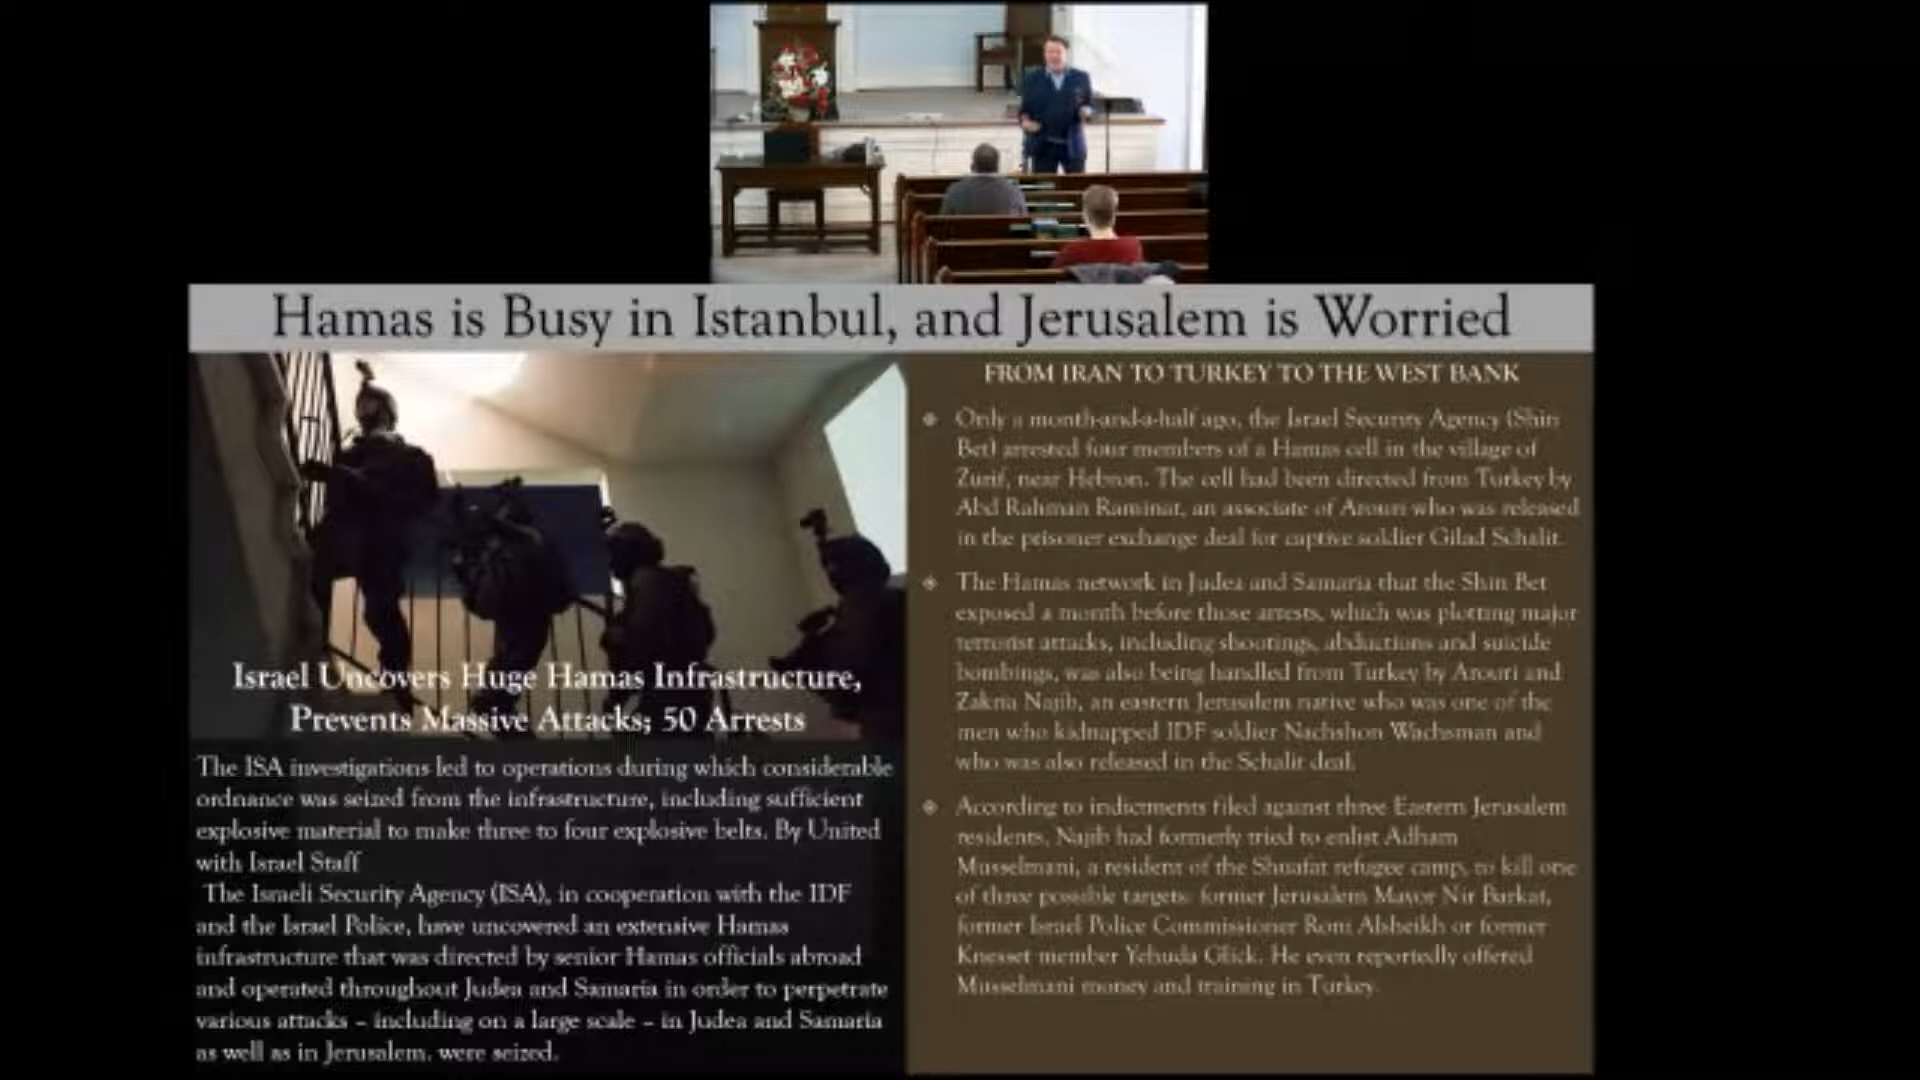 Hamas is Busy in Istanbul, and Jerusalem is Worried
Israel Uncovers Huge Hamas Infrastructure,
Prevents Massive Attacks; 50 Arrests
The ISA investigations led to operations during which considerable
ordnance was seized from the infrastructure, including sufficient
explosive material to make three to four explosive belts. By United
with Israel Staff
The Israeli Security Agency (ISA), in cooperation with the IDF
and the Israel Police, have uncovered an extensive Hamas
infrastructure that was directed by senior Hamas officials abroad
and operated throughout Judea and Samaria in order to perpetrate
various attacks – including on a large scale – in Judea and Samaria
as well as in Jerusalem. were seized.
FROM IRAN TO TURKEY TO THE WEST BANK
Only a month-and-a-half ago, the Israel Security Agency (Shin
Bet) arrested four members of a Hamas cell in the village of
Zurif, near Hebron. The cell had been directed from Turkey by
Abd Rahman Raminat, an associate of Arouri who was released
in the prisoner exchange deal for captive soldier Gilad Schalit.
The Hamas network in Judea and Samaria that the Shin Bet
exposed a month before those arrests, which was plotting major
terrorist attacks, including shootings, abductions and suicide
bombings, was also being handled from Turkey by Arouri and
Zakria Najib, an eastern Jerusalem native who was one of the
men who kidnapped IDF soldier Nachshon Wachsman and
who was also released in the Schalit deal.
According to indictments filed against three Eastern Jerusalem
residents, Najib had formerly tried to enlist Adham
Musselmani, a resident of the Shuafat refugee camp, to kill one
of three possible targets: former Jerusalem Mayor Nir Barkat,
former Israel Police Commissioner Roni Alsheikh or former
Knesset member Yehuda Glick. He even reportedly offered
Musselmani money and training in Turkey.